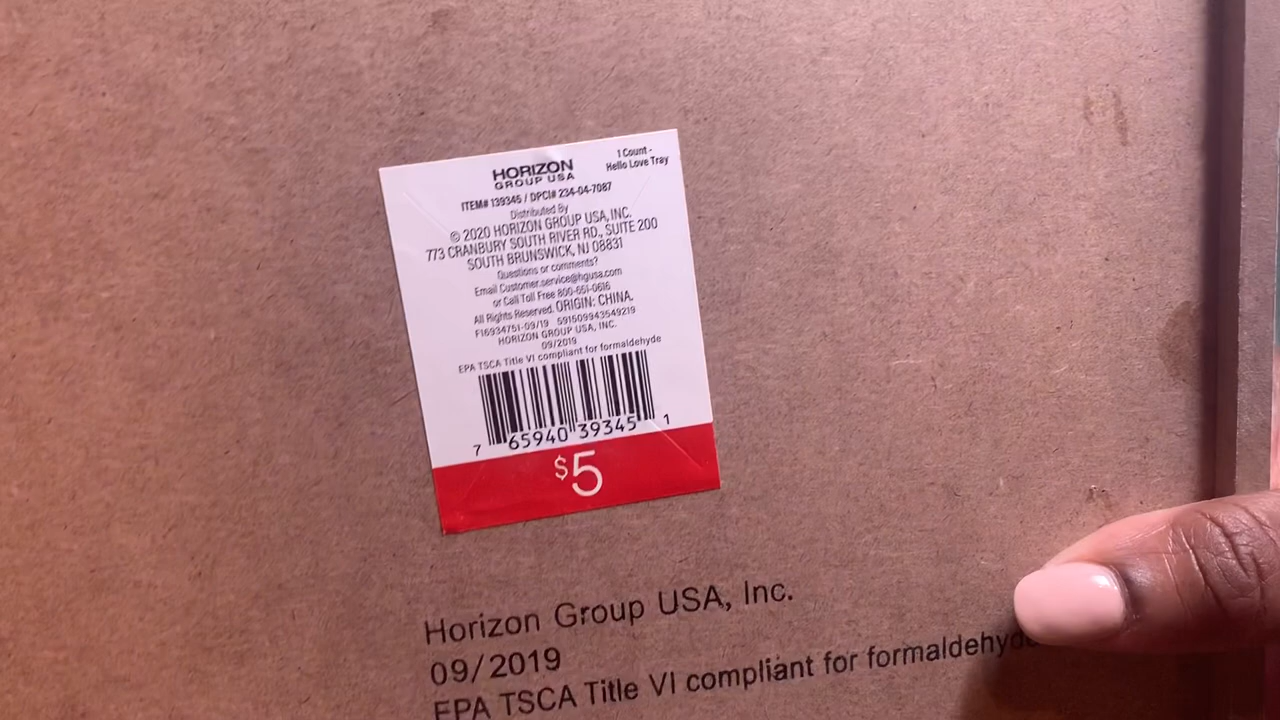 HORIZON
GROUP USA
1 Count -
Hello Love Tray
ITEM# 139345 / DPCI# 234-04-7087
Distributed By
© 2020 HORIZON GROUP USA, INC.
773 CRANBURY SOUTH RIVER RD., SUITE 200
SOUTH BRUNSWICK, NJ 08831
Questions or comments?
Email Customer.service@hgusa.com
or Call Toll Free 800-651-0616
All Rights Reserved. ORIGIN: CHINA.
F16934751-09/19 591509943549219
HORIZON GROUP USA, INC.
09/2019
EPA TSCA Title VI compliant for formaldehyde
7 65940 39345 1
$5
Horizon Group USA, Inc.
09/2019
EPA TSCA Title VI compliant for formaldehyde